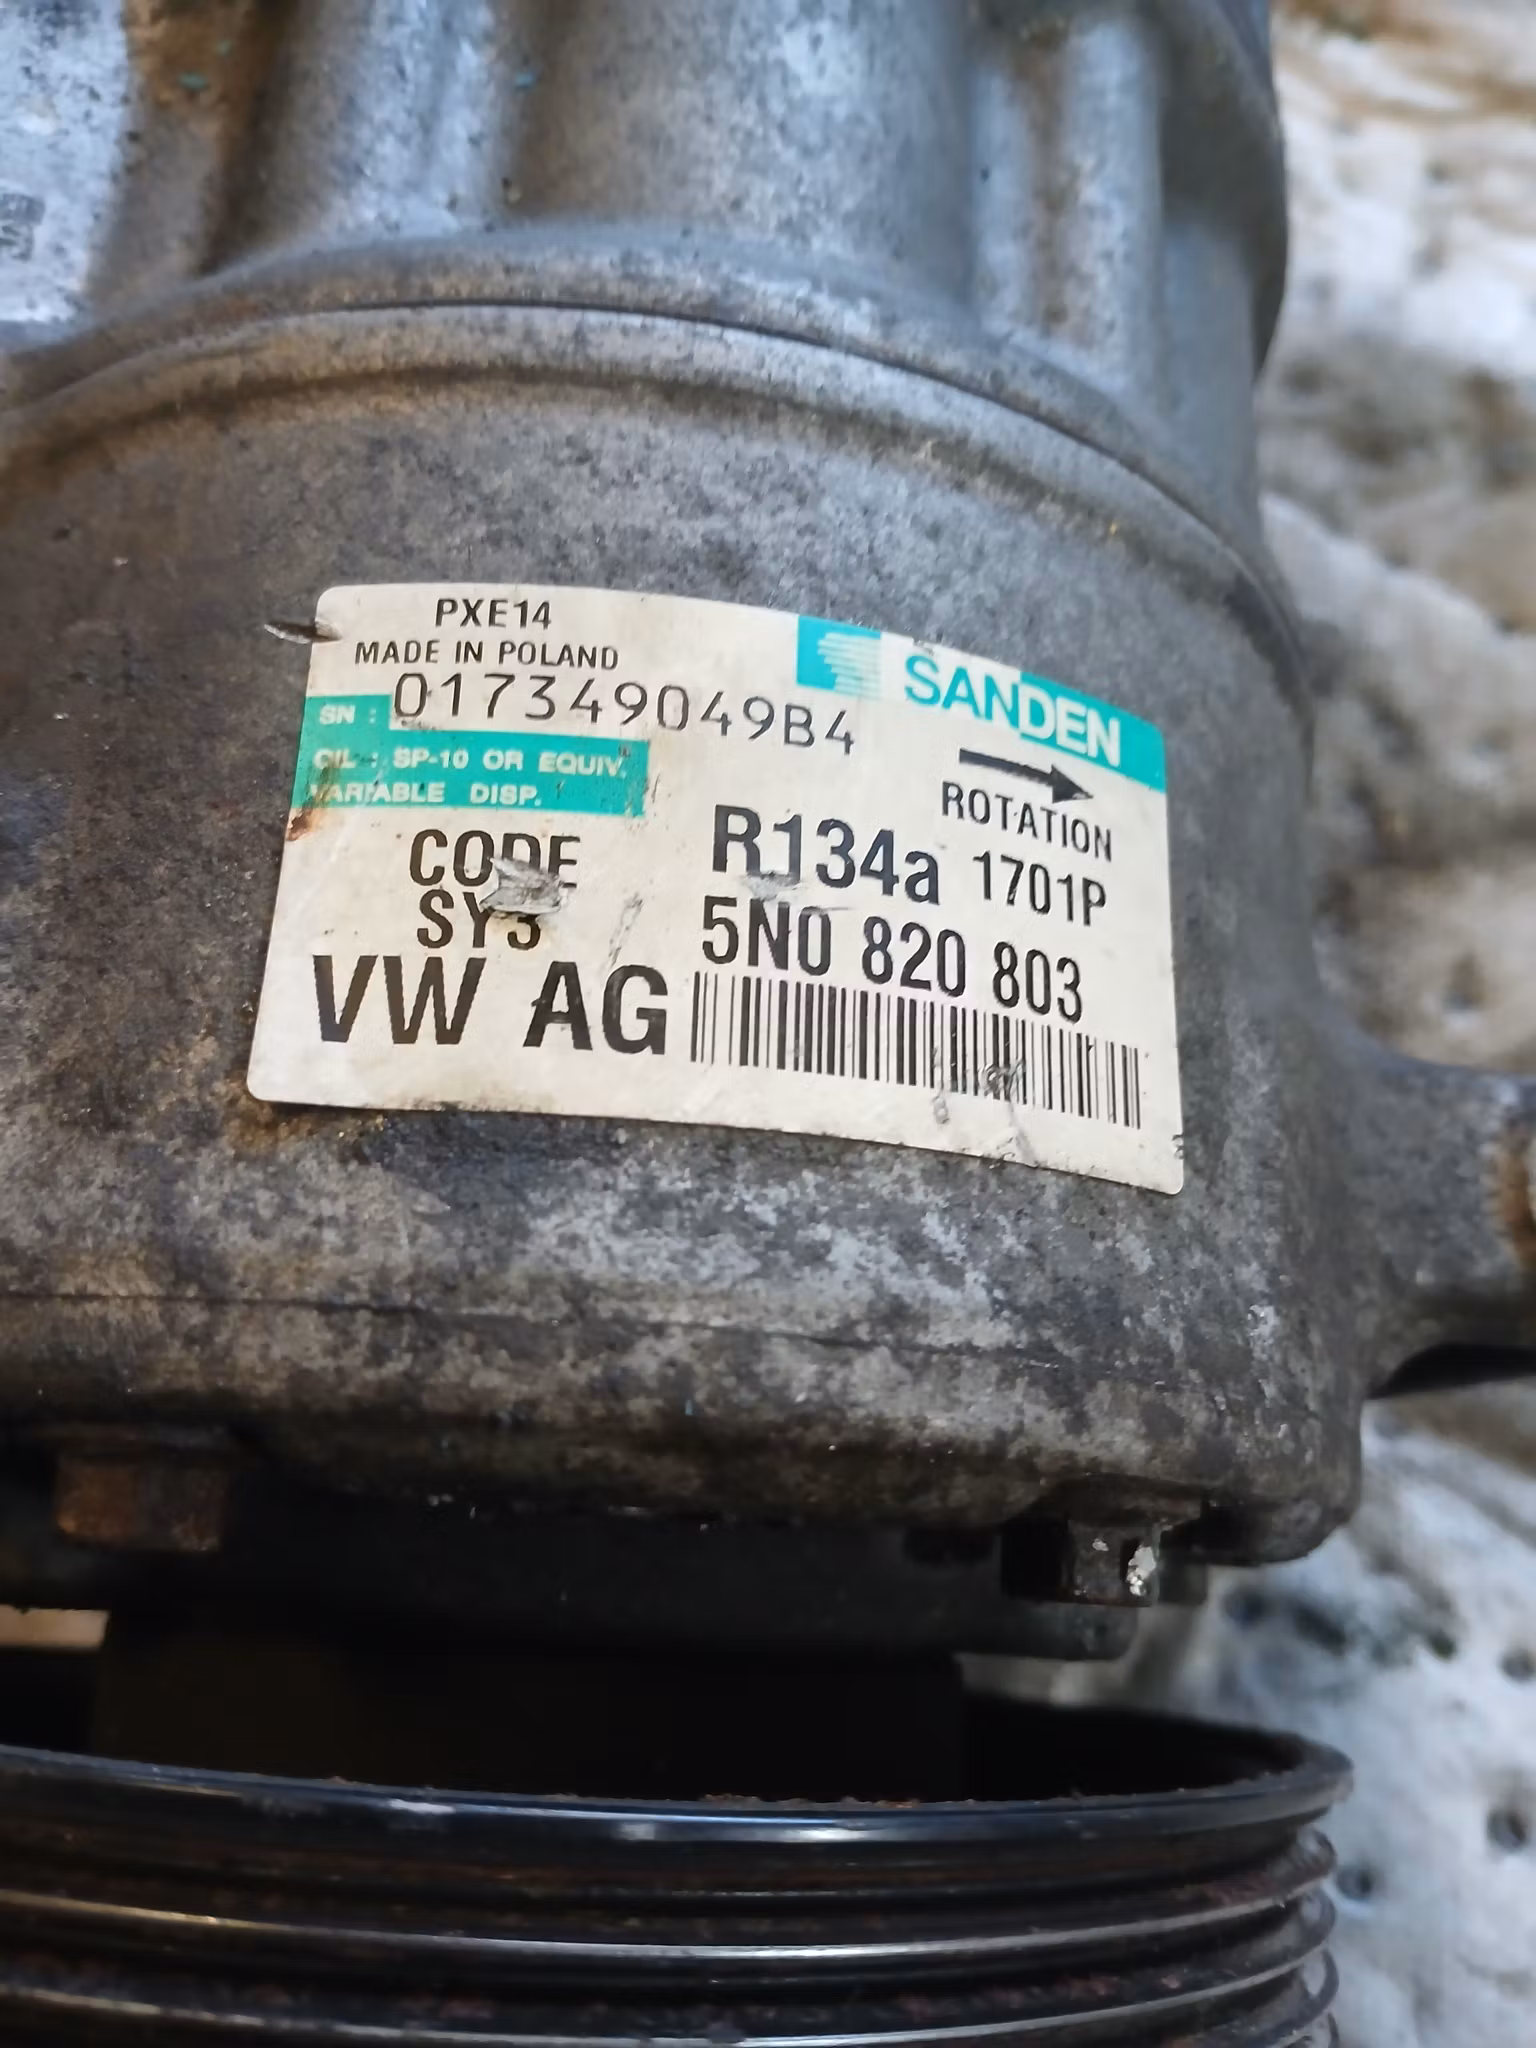 PXE14
MADE IN POLAND
SANDEN
SN : 017349049B4
OIL : SP-10 OR EQUIV.
VARIABLE DISP.
ROTATION
CODE
R134a 1701P
SY3
5N0 820 803
VW AG